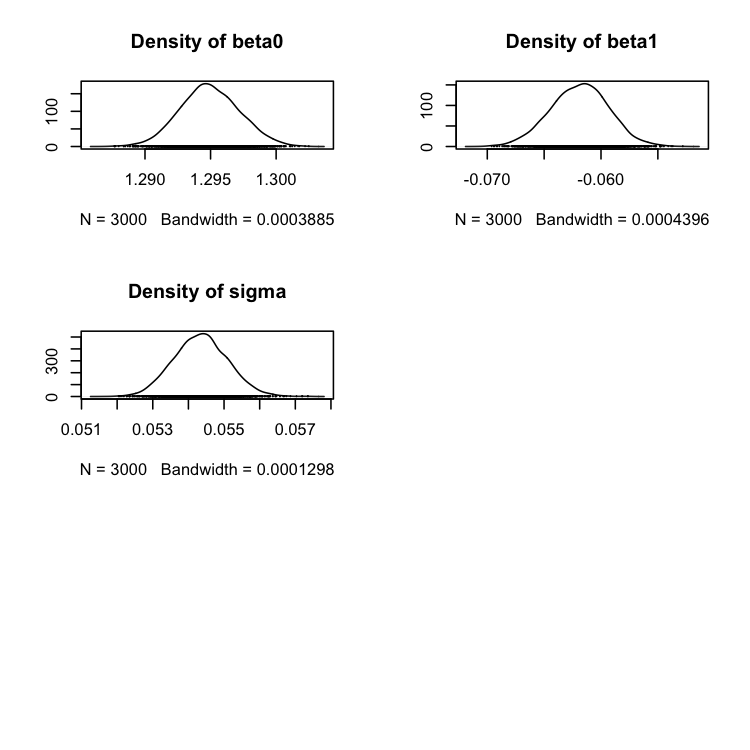 Density of beta0
100
0
1.290 1.295 1.300
N = 3000 Bandwidth = 0.0003885
Density of beta1
100
0
-0.070 -0.060
N = 3000 Bandwidth = 0.0004396
Density of sigma
300
0
0.051 0.053 0.055 0.057
N = 3000 Bandwidth = 0.0001298